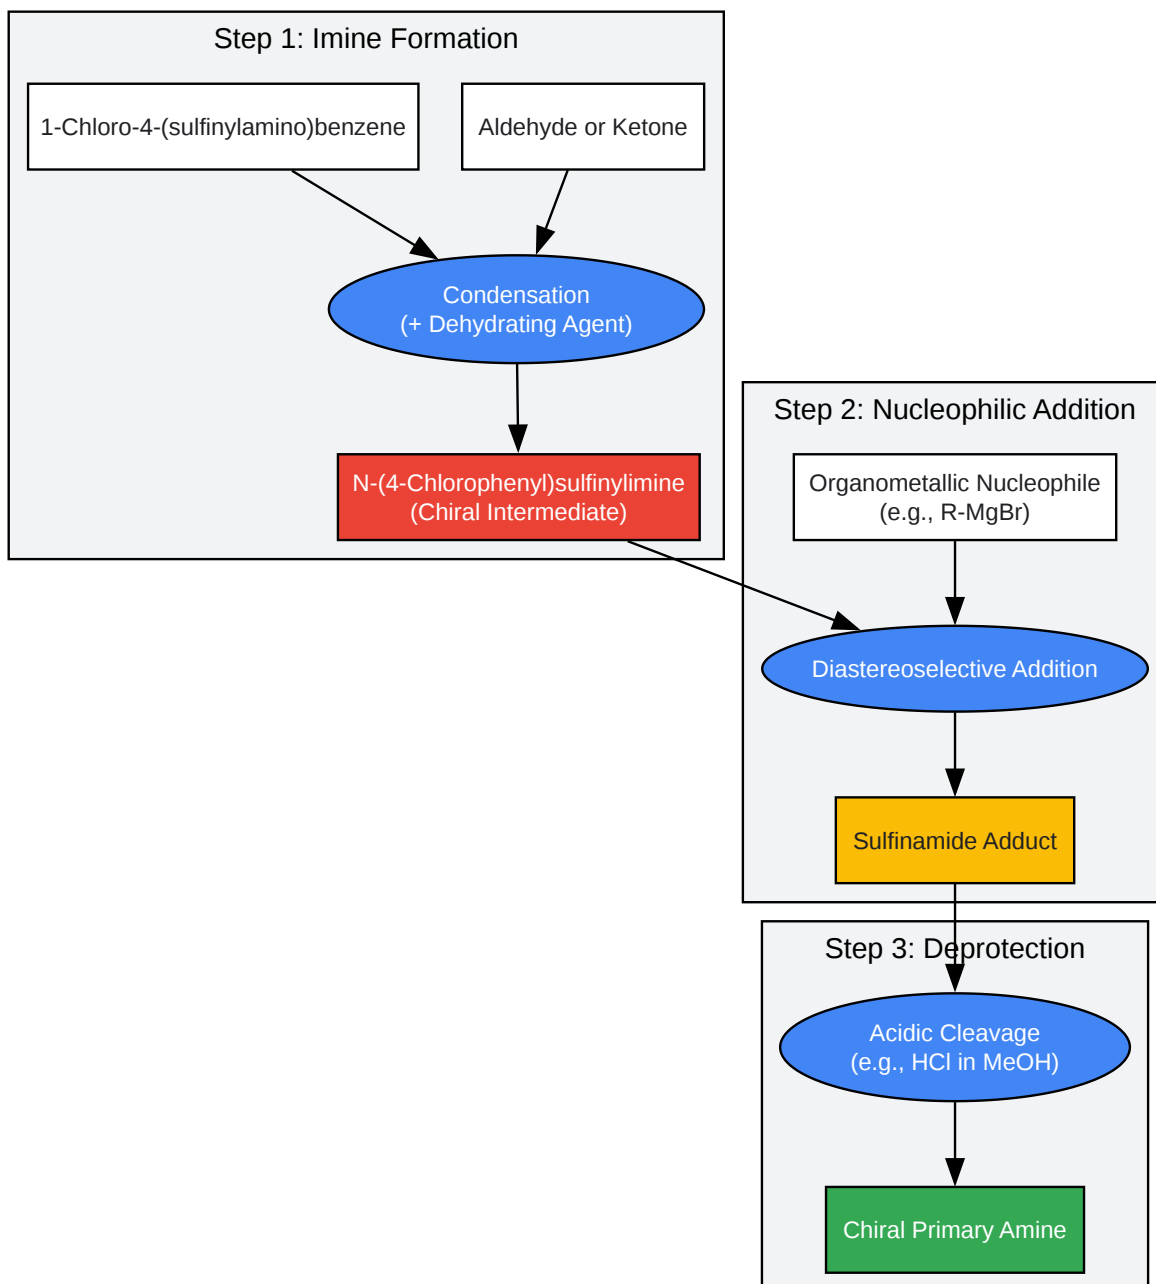 Step 1: Imine Formation
1-Chloro-4-(sulfinylamino)benzene
Aldehyde or Ketone
Condensation
(+ Dehydrating Agent)
N-(4-Chlorophenyl)sulfinylimine
(Chiral Intermediate)
Step 2: Nucleophilic Addition
Organometallic Nucleophile
(e.g., R-MgBr)
Diastereoselective Addition
Sulfinamide Adduct
Step 3: Deprotection
Acidic Cleavage
(e.g., HCl in MeOH)
Chiral Primary Amine